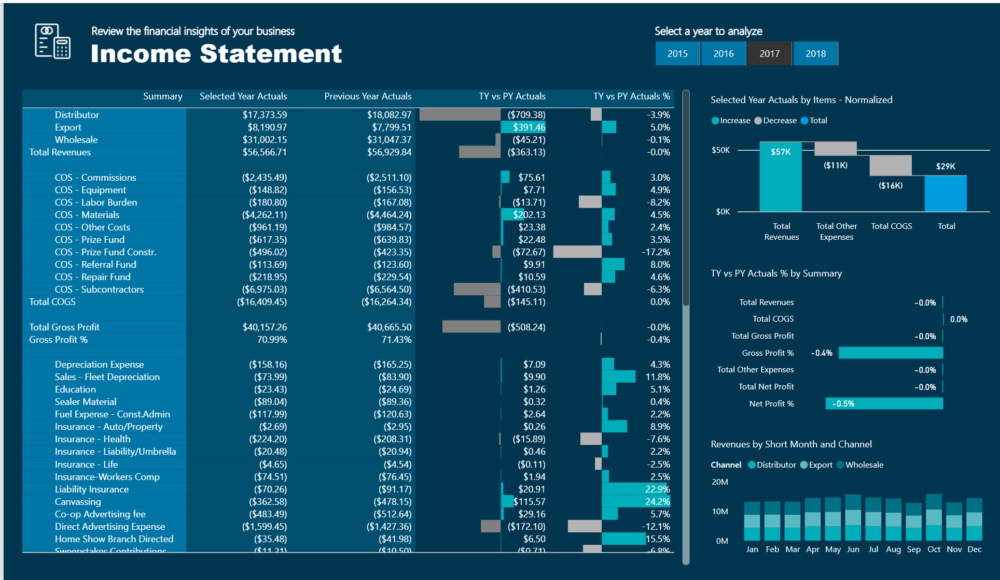 Review the financial insights of your business
Income Statement
Select a year to analyze
2015 2016 2017 2018
Summary Selected Year Actuals Previous Year Actuals TY vs PY Actuals TY vs PY Actuals %
Distributor $17,373.59 $18,082.97 ($709.38) -3.9%
Export $8,190.97 $7,799.51 $391.46 5.0%
Wholesale $31,002.15 $31,047.37 ($45.21) -0.1%
Total Revenues $56,566.71 $56,929.84 ($363.13) -0.0%
COS - Commissions ($2,435.49) ($2,511.10) $75.61 3.0%
COS - Equipment ($148.82) ($156.53) $7.71 4.9%
COS - Labor Burden ($180.80) ($167.08) ($13.71) -8.2%
COS - Materials ($4,262.11) ($4,464.24) $202.13 4.5%
COS - Other Costs ($961.19) ($984.57) $23.38 2.4%
COS - Prize Fund ($617.35) ($639.83) $22.48 3.5%
COS - Prize Fund Constr. ($496.02) ($423.35) ($72.67) -17.2%
COS - Referral Fund ($113.69) ($123.60) $9.91 8.0%
COS - Repair Fund ($218.95) ($229.54) $10.59 4.6%
COS - Subcontractors ($6,975.03) ($6,564.50) ($410.53) -6.3%
Total COGS ($16,409.45) ($16,264.34) ($145.11) 0.0%
Total Gross Profit $40,157.26 $40,665.50 ($508.24) -0.0%
Gross Profit % 70.99% 71.43% -0.4%
Depreciation Expense ($158.16) ($165.25) $7.09 4.3%
Sales - Fleet Depreciation ($73.99) ($83.90) $9.90 11.8%
Education ($23.43) ($24.69) $1.26 5.1%
Sealer Material ($89.04) ($89.36) $0.32 0.4%
Fuel Expense - Const.Admin ($117.99) ($120.63) $2.64 2.2%
Insurance - Auto/Property ($2.69) ($2.95) $0.26 8.9%
Insurance - Health ($224.20) ($208.31) ($15.89) -7.6%
Insurance - Liability/Umbrella ($20.48) ($20.94) $0.46 2.2%
Insurance - Life ($4.65) ($4.54) ($0.11) -2.5%
Insurance-Workers Comp ($74.51) ($76.45) $1.94 2.5%
Liability Insurance ($70.26) ($91.17) $20.91 22.9%
Canvassing ($362.58) ($478.15) $115.57 24.2%
Co-op Advertising fee ($483.49) ($512.64) $29.16 5.7%
Direct Advertising Expense ($1,599.45) ($1,427.36) ($172.10) -12.1%
Home Show Branch Directed ($35.48) ($41.98) $6.50 15.5%
Sweepstakes Contributions ($11.21) ($10.50) ($0.71) -6.8%
Selected Year Actuals by Items - Normalized
Increase Decrease Total
$50K
$0K
$57K
($11K)
($16K)
$29K
Total Revenues
Total Other Expenses
Total COGS
Total
TY vs PY Actuals % by Summary
Total Revenues -0.0%
Total COGS 0.0%
Total Gross Profit -0.0%
Gross Profit % -0.4%
Total Other Expenses -0.0%
Total Net Profit -0.0%
Net Profit % -0.5%
Revenues by Short Month and Channel
Channel Distributor Export Wholesale
20M
10M
0M
Jan Feb Mar Apr May Jun Jul Aug Sep Oct Nov Dec